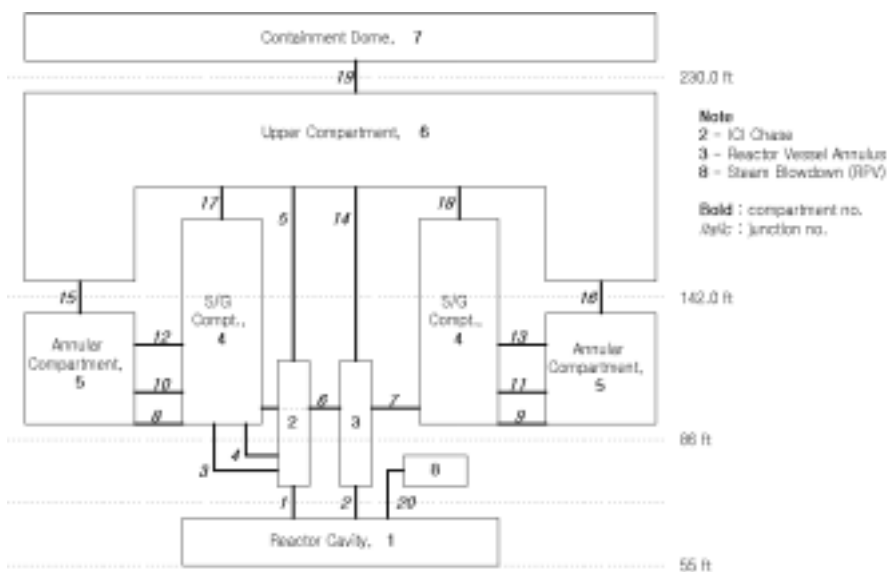 Containment Dome, 7
19
230.0 ft
Upper Compartment, 6
Note
2 - ICI Chase
3 - Reactor Vessel Annulus
8 - Steam Blowdown (RPV)
Bold : compartment no.
Italic : junction no.
17
5
14
18
15
16
142.0 ft
S/G
Compt.,
4
S/G
Compt.,
4
12
13
Annular
Compartment,
5
Annular
Compartment,
5
10
11
6
7
8
9
2
3
86 ft
4
3
8
1
2
20
Reactor Cavity, 1
55 ft